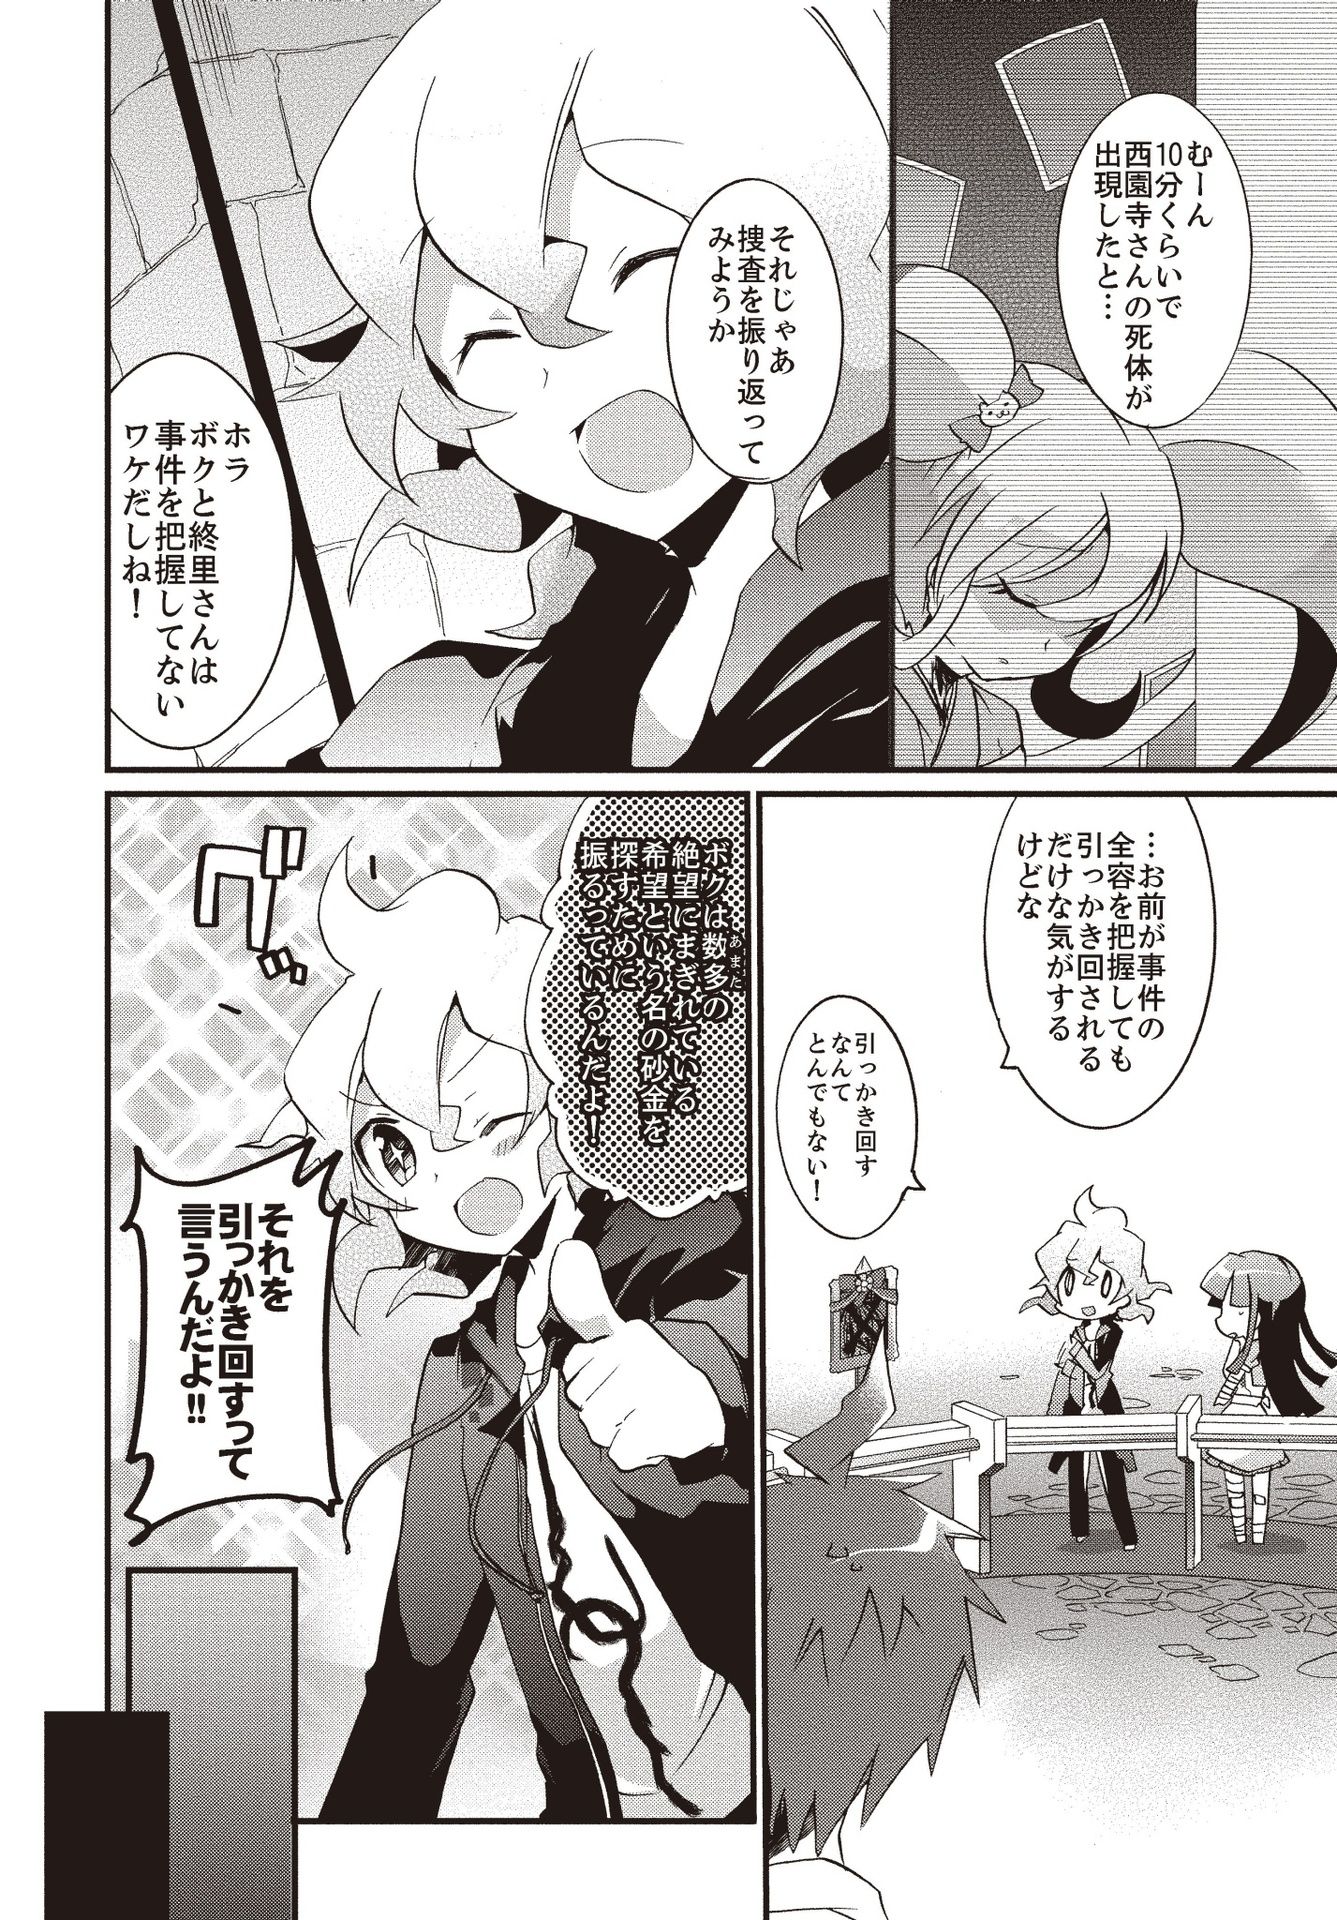 むーん
10分くらいで
西園寺さんの死体が
出現したと…
それじゃあ
捜査を振り返って
みようか
ホラ
ボクと終里さんは
事件を把握してない
ワケだしね！
…お前が事件の
全容を把握しても
引っかき回される
だけな気がする
けどな
引っかき回す
なんて
とんでもない！
ボクは数多の
あまた
絶望にまぎれている
希望という名の砂金を
探すために
振るっているんだよ！
グッ
それを
引っかき回すって
言うんだよ!!